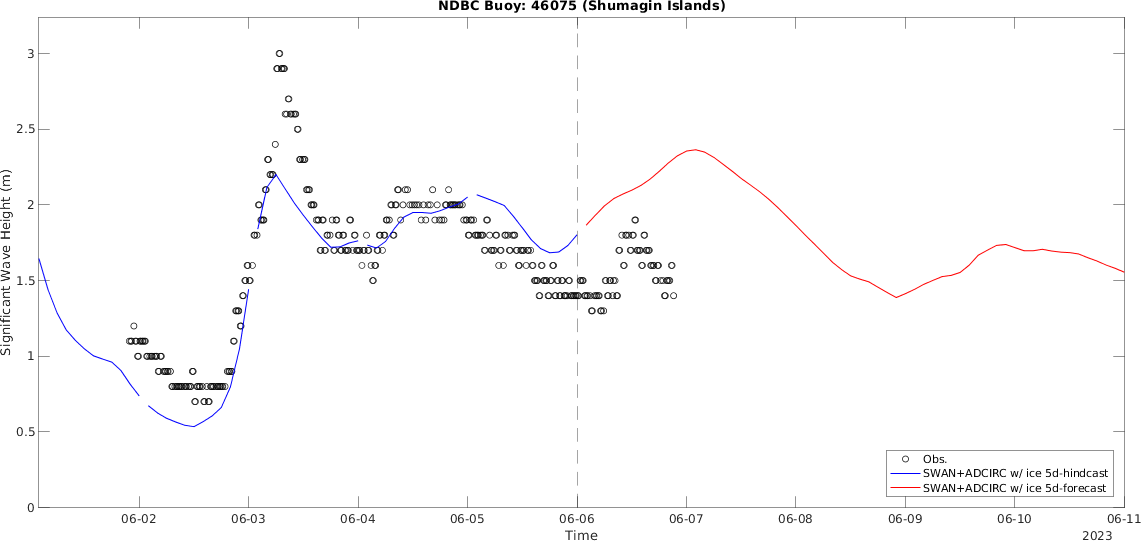 NDBC Buoy: 46075 (Shumagin Islands)
3
2.5
2
1.5
1
0.5
0
Significant Wave Height (m)
Obs.
SWAN+ADCIRC w/ ice 5d-hindcast
SWAN+ADCIRC w/ ice 5d-forecast
06-02 06-03 06-04 06-05 06-06 06-07 06-08 06-09 06-10 06-11
Time
2023